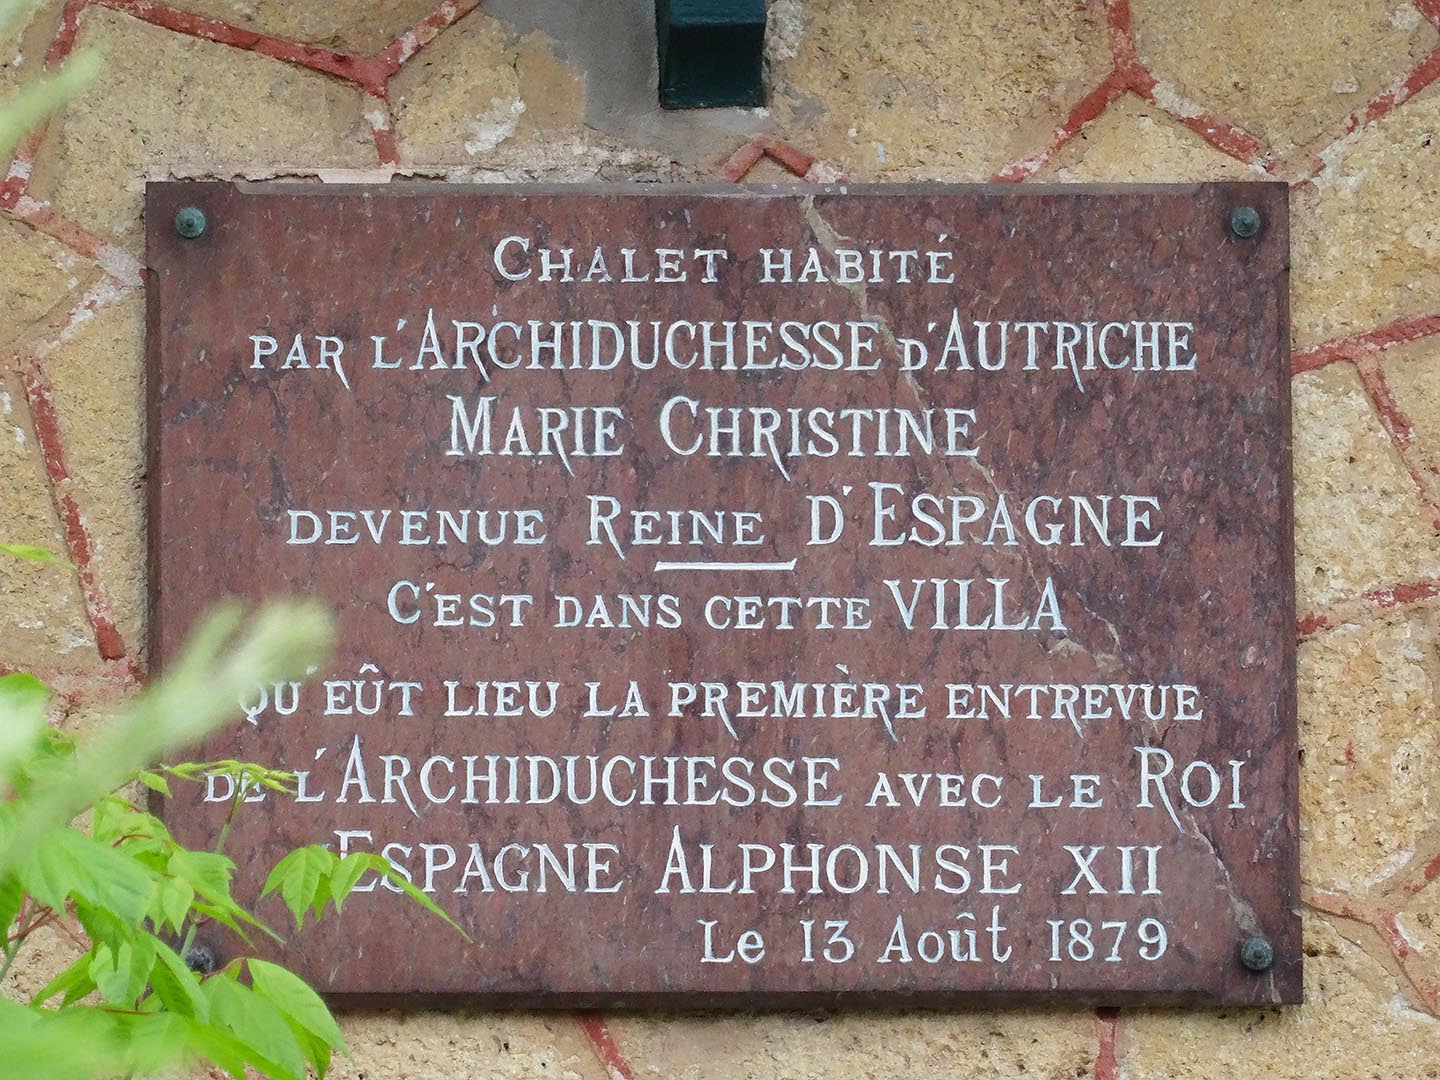 CHALET HABITÉ
PAR L'ARCHIDUCHESSE D'AUTRICHE
MARIE CHRISTINE
DEVENUE REINE D'ESPAGNE
C'EST DANS CETTE VILLA
QU'EÛT LIEU LA PREMIÈRE ENTREVUE
DE L'ARCHIDUCHESSE AVEC LE ROI
ESPAGNE ALPHONSE XII
Le 13 Août 1879